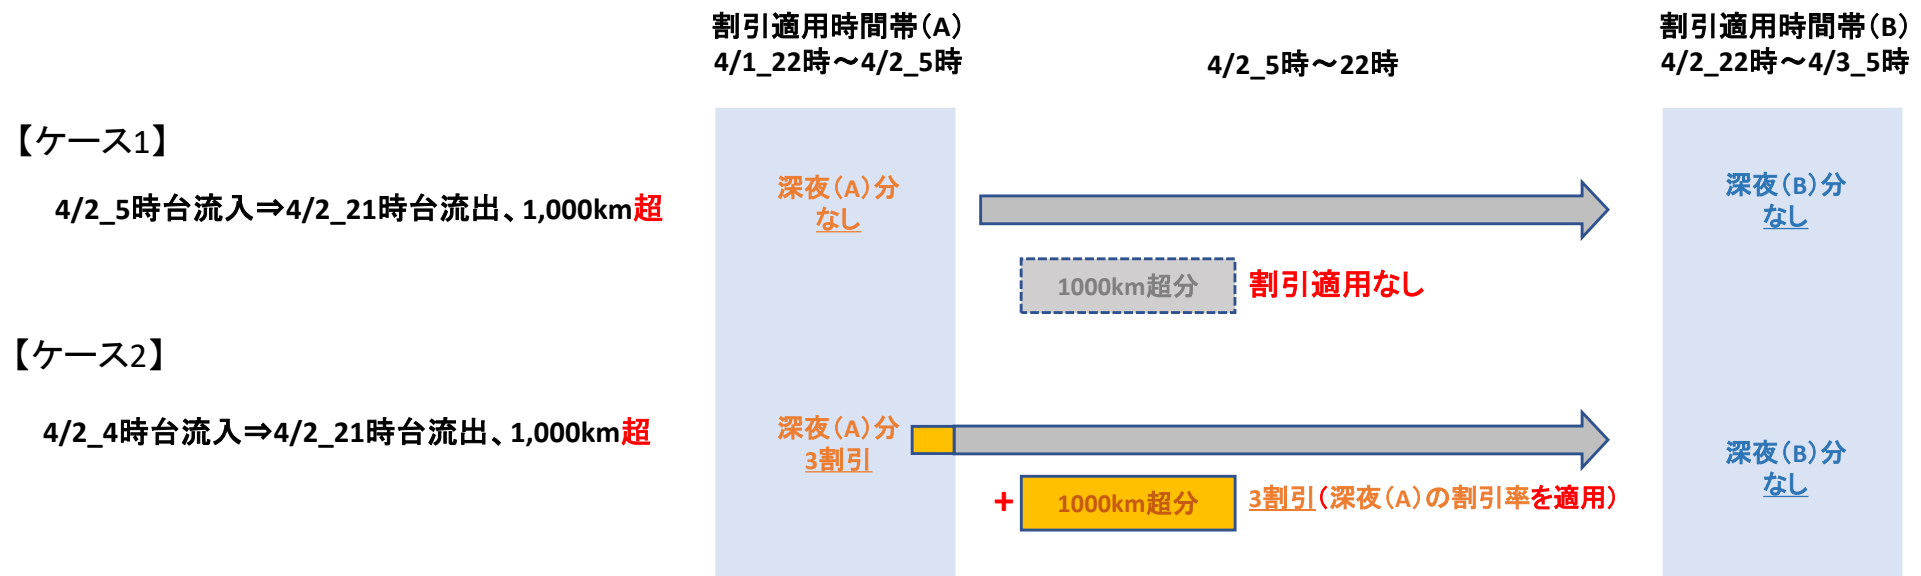 割引適用時間帯（A）
4/1_22時～4/2_5時
4/2_5時～22時
割引適用時間帯（B）
4/2_22時～4/3_5時
【ケース1】
4/2_5時台流入⇒4/2_21時台流出、1,000km超
深夜（A）分
なし
深夜（B）分
なし
1000km超分
割引適用なし
【ケース2】
4/2_4時台流入⇒4/2_21時台流出、1,000km超
深夜（A）分
3割引
深夜（B）分
なし
+
1000km超分
3割引（深夜（A）の割引率を適用）